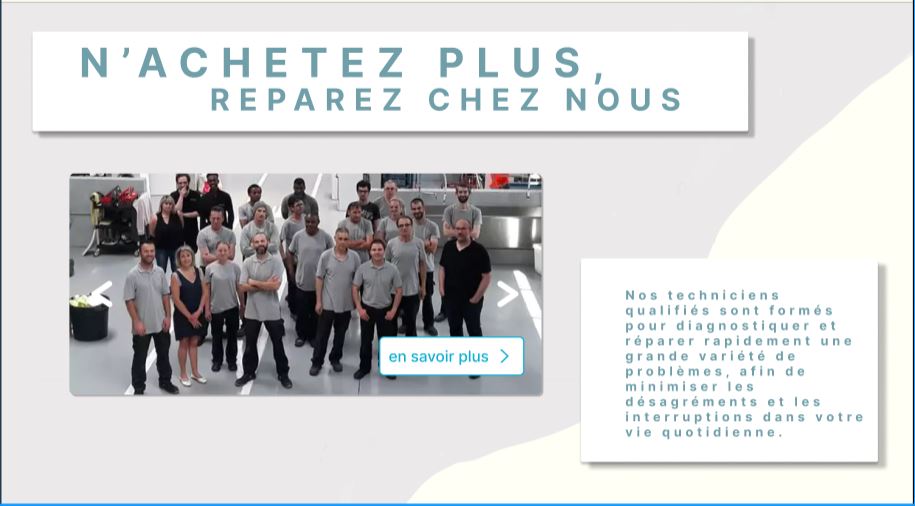 N’ACHETEZ PLUS,
REPAREZ CHEZ NOUS
en savoir plus
Nos techniciens
qualifiés sont formés
pour diagnostiquer et
réparer rapidement une
grande variété de
problèmes, afin de
minimiser les
désagréments et les
interruptions dans votre
vie quotidienne.